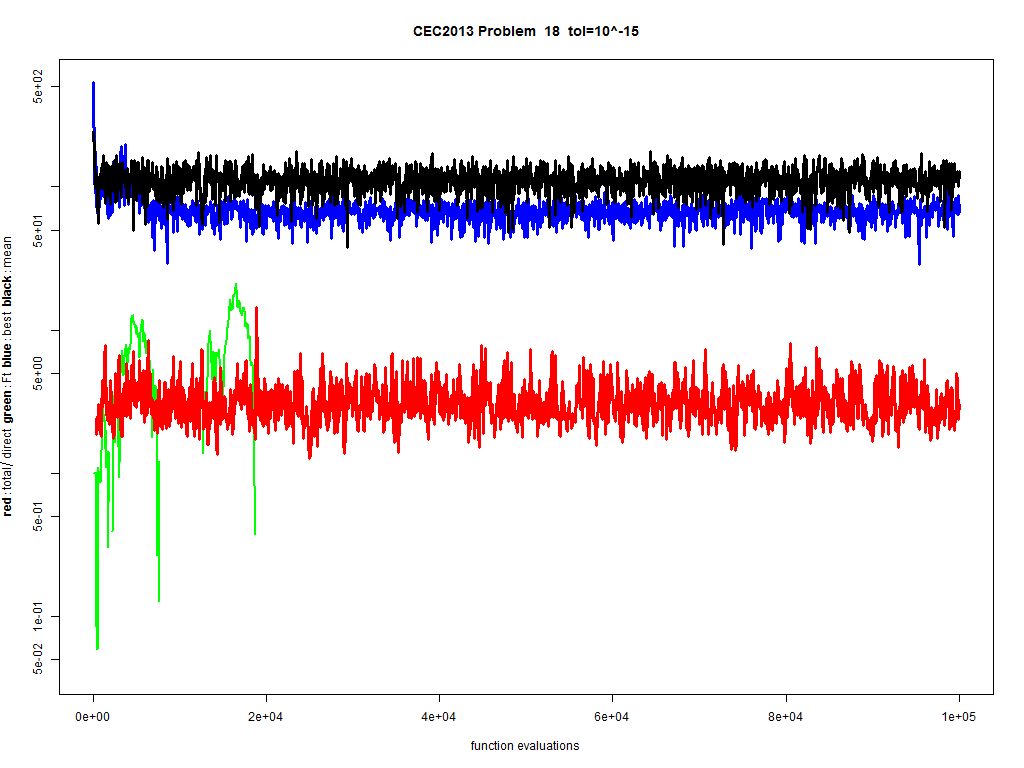 CEC2013 Problem  18  tol=10^-15
red : total/ direct  green : Ft  blue : best  black : mean
5e+02
5e+01
5e+00
5e-01
1e-01
5e-02
0e+00
2e+04
4e+04
6e+04
8e+04
1e+05
function evaluations